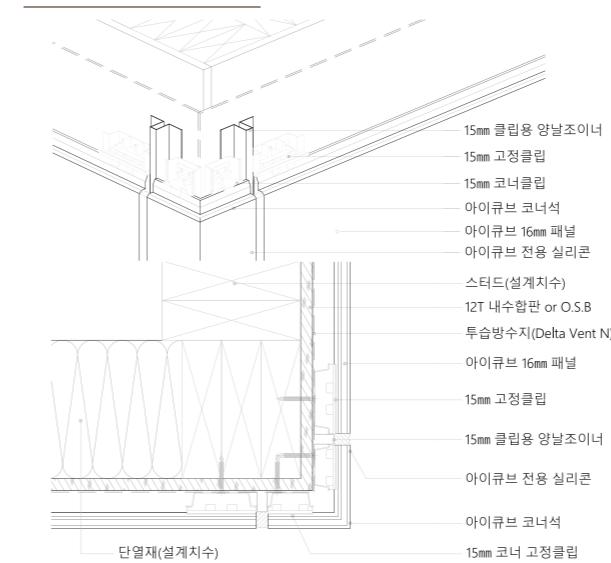 15㎜ 클립용 양날조이너
15㎜ 고정클립
15㎜ 코너클립
아이큐브 코너석
아이큐브 16㎜ 패널
아이큐브 전용 실리콘
스터드(설계치수)
12T 내수합판 or O.S.B
투습방수지(Delta Vent N)
아이큐브 16㎜ 패널
15㎜ 고정클립
15㎜ 클립용 양날조이너
아이큐브 전용 실리콘
아이큐브 코너석
단열재(설계치수)
15㎜ 코너 고정클립